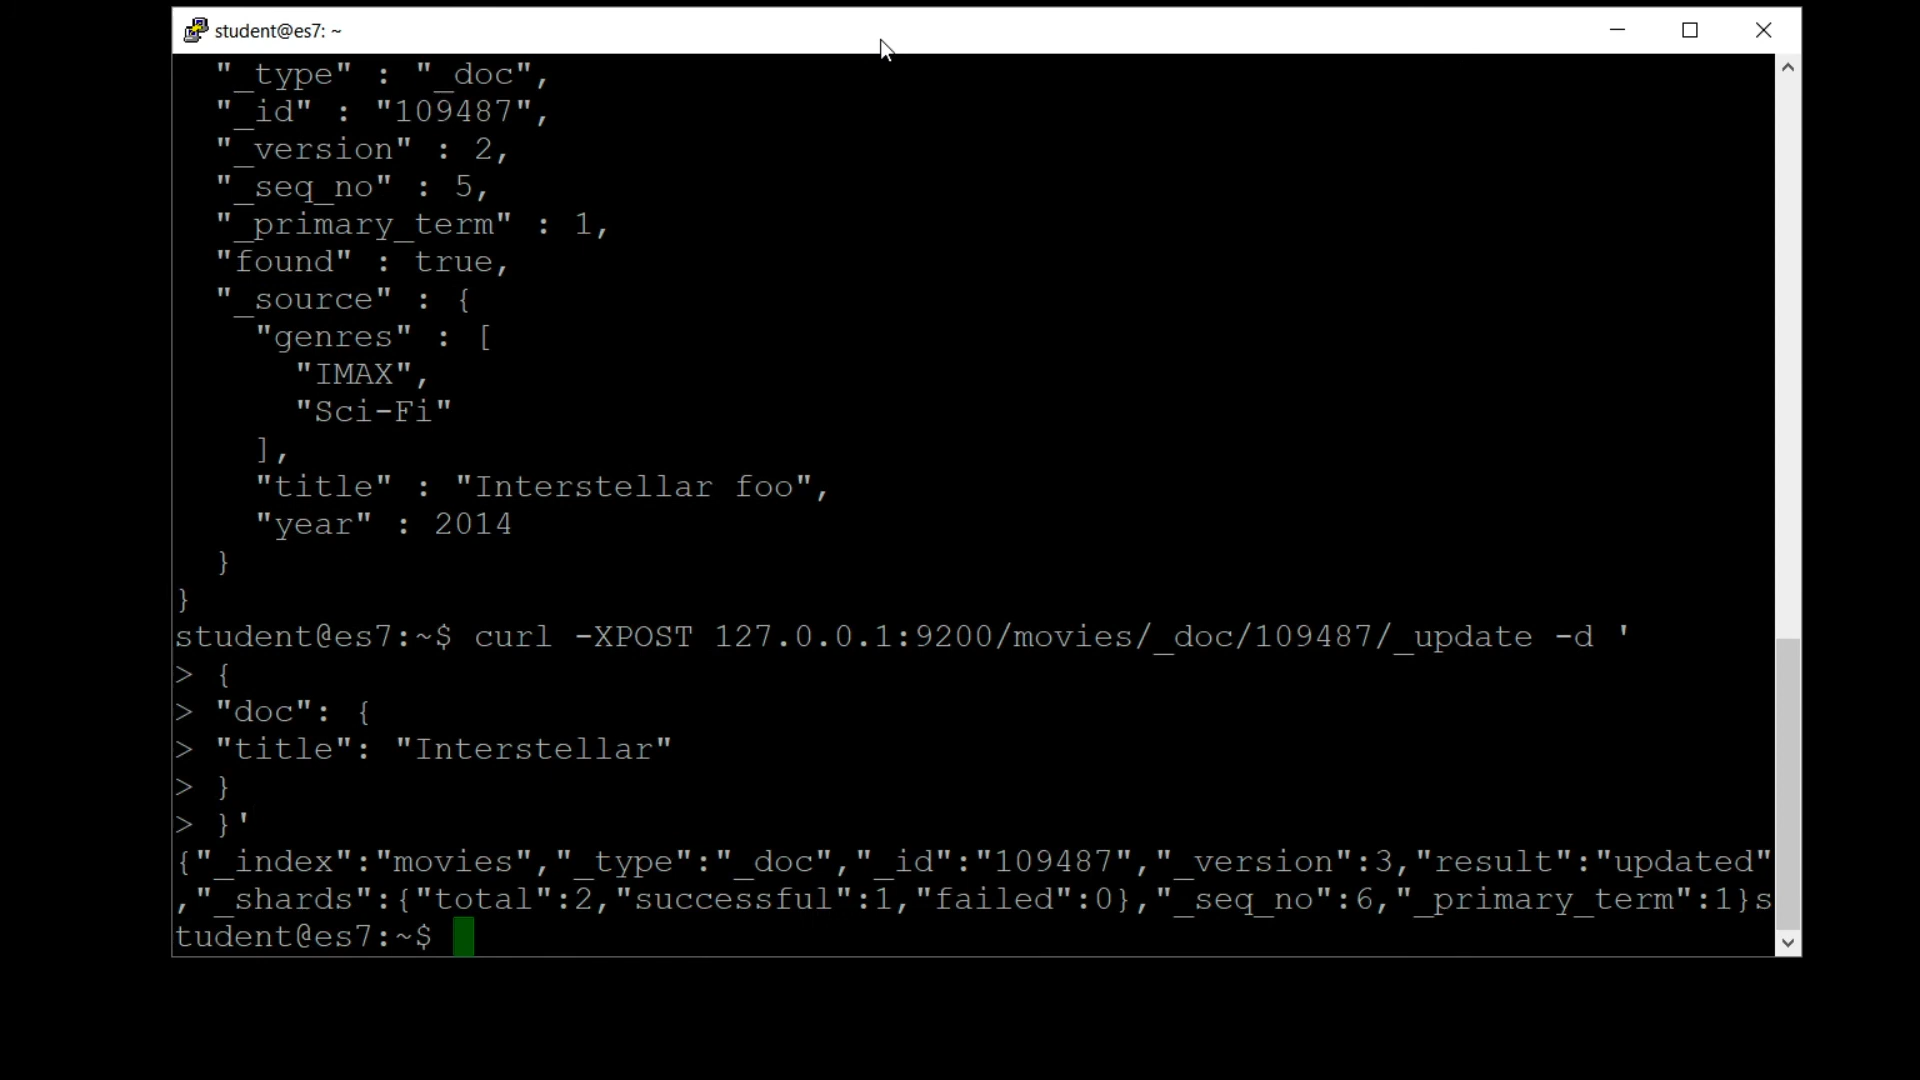 student@es7: ~
"_type" : "_doc",
"_id" : "109487",
"_version" : 2,
"_seq_no" : 5,
"_primary_term" : 1,
"found" : true,
"_source" : {
"genres" : [
"IMAX",
"Sci-Fi"
],
"title" : "Interstellar foo",
"year" : 2014
}
}
student@es7:~$ curl -XPOST 127.0.0.1:9200/movies/_doc/109487/_update -d '
> {
> "doc": {
> "title": "Interstellar"
> }
> }'
{"_index":"movies","_type":"_doc","_id":"109487","_version":3,"result":"updated"
,"_shards":{"total":2,"successful":1,"failed":0},"_seq_no":6,"_primary_term":1}s
tudent@es7:~$